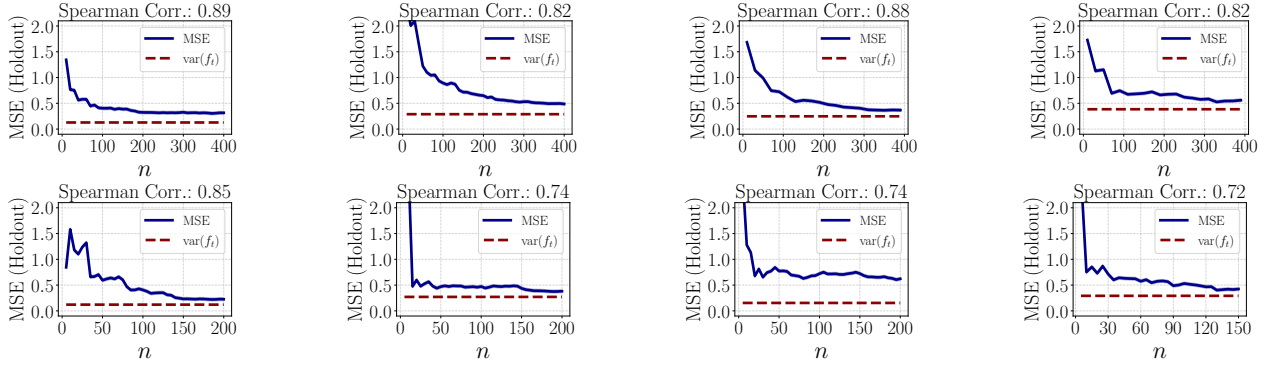 Spearman Corr.: 0.89
MSE (Holdout)
2.0
1.5
1.0
0.5
0.0
MSE
var(f_t)
0 100 200 300 400
n
Spearman Corr.: 0.82
MSE (Holdout)
2.0
1.5
1.0
0.5
0.0
MSE
var(f_t)
0 100 200 300 400
n
Spearman Corr.: 0.88
MSE (Holdout)
2.0
1.5
1.0
0.5
0.0
MSE
var(f_t)
0 100 200 300 400
n
Spearman Corr.: 0.82
MSE (Holdout)
2.0
1.5
1.0
0.5
0.0
MSE
var(f_t)
0 100 200 300 400
n
Spearman Corr.: 0.85
MSE (Holdout)
2.0
1.5
1.0
0.5
0.0
MSE
var(f_t)
0 50 100 150 200
n
Spearman Corr.: 0.74
MSE (Holdout)
2.0
1.5
1.0
0.5
0.0
MSE
var(f_t)
0 50 100 150 200
n
Spearman Corr.: 0.74
MSE (Holdout)
2.0
1.5
1.0
0.5
0.0
MSE
var(f_t)
0 50 100 150 200
n
Spearman Corr.: 0.72
MSE (Holdout)
2.0
1.5
1.0
0.5
0.0
MSE
var(f_t)
0 30 60 90 120 150
n